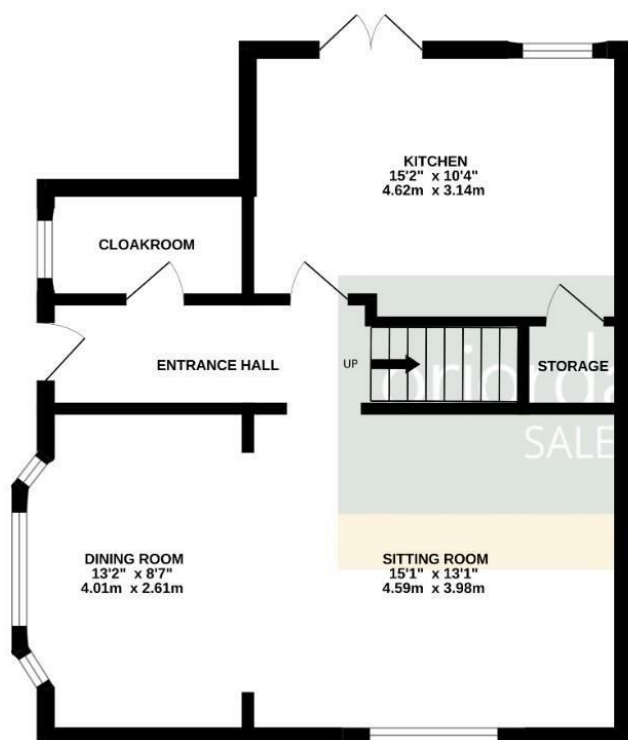 KITCHEN
15'2" x 10'4"
4.62m x 3.14m
CLOAKROOM
ENTRANCE HALL
UP
STORAGE
SALE
DINING ROOM
13'2" x 8'7"
4.01m x 2.61m
SITTING ROOM
15'1" x 13'1"
4.59m x 3.98m